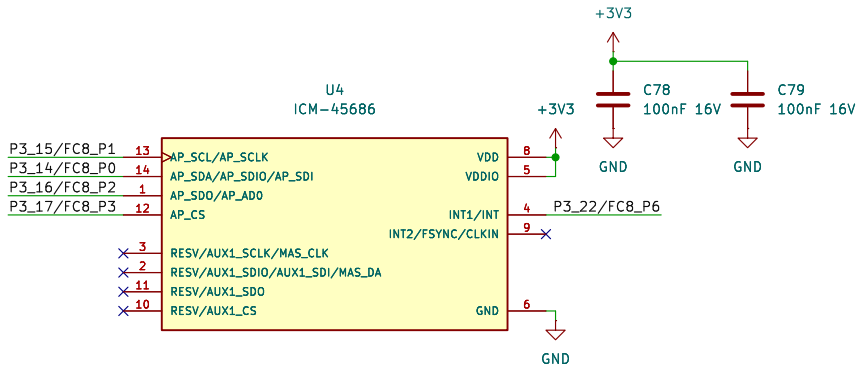 +3V3
U4
ICM-45686
C78
100nF 16V
C79
100nF 16V
+3V3
GND
GND
P3_15/FC8_P1 13 AP_SCL/AP_SCLK
VDD 8
P3_14/FC8_P0 14 AP_SDA/AP_SDIO/AP_SDI
VDDIO 5
P3_16/FC8_P2 1 AP_SDO/AP_AD0
P3_17/FC8_P3 12 AP_CS
INT1/INT 4 P3_22/FC8_P6
INT2/FSYNC/CLKIN 9
3 RESV/AUX1_SCLK/MAS_CLK
2 RESV/AUX1_SDIO/AUX1_SDI/MAS_DA
11 RESV/AUX1_SDO
10 RESV/AUX1_CS
GND 6
GND